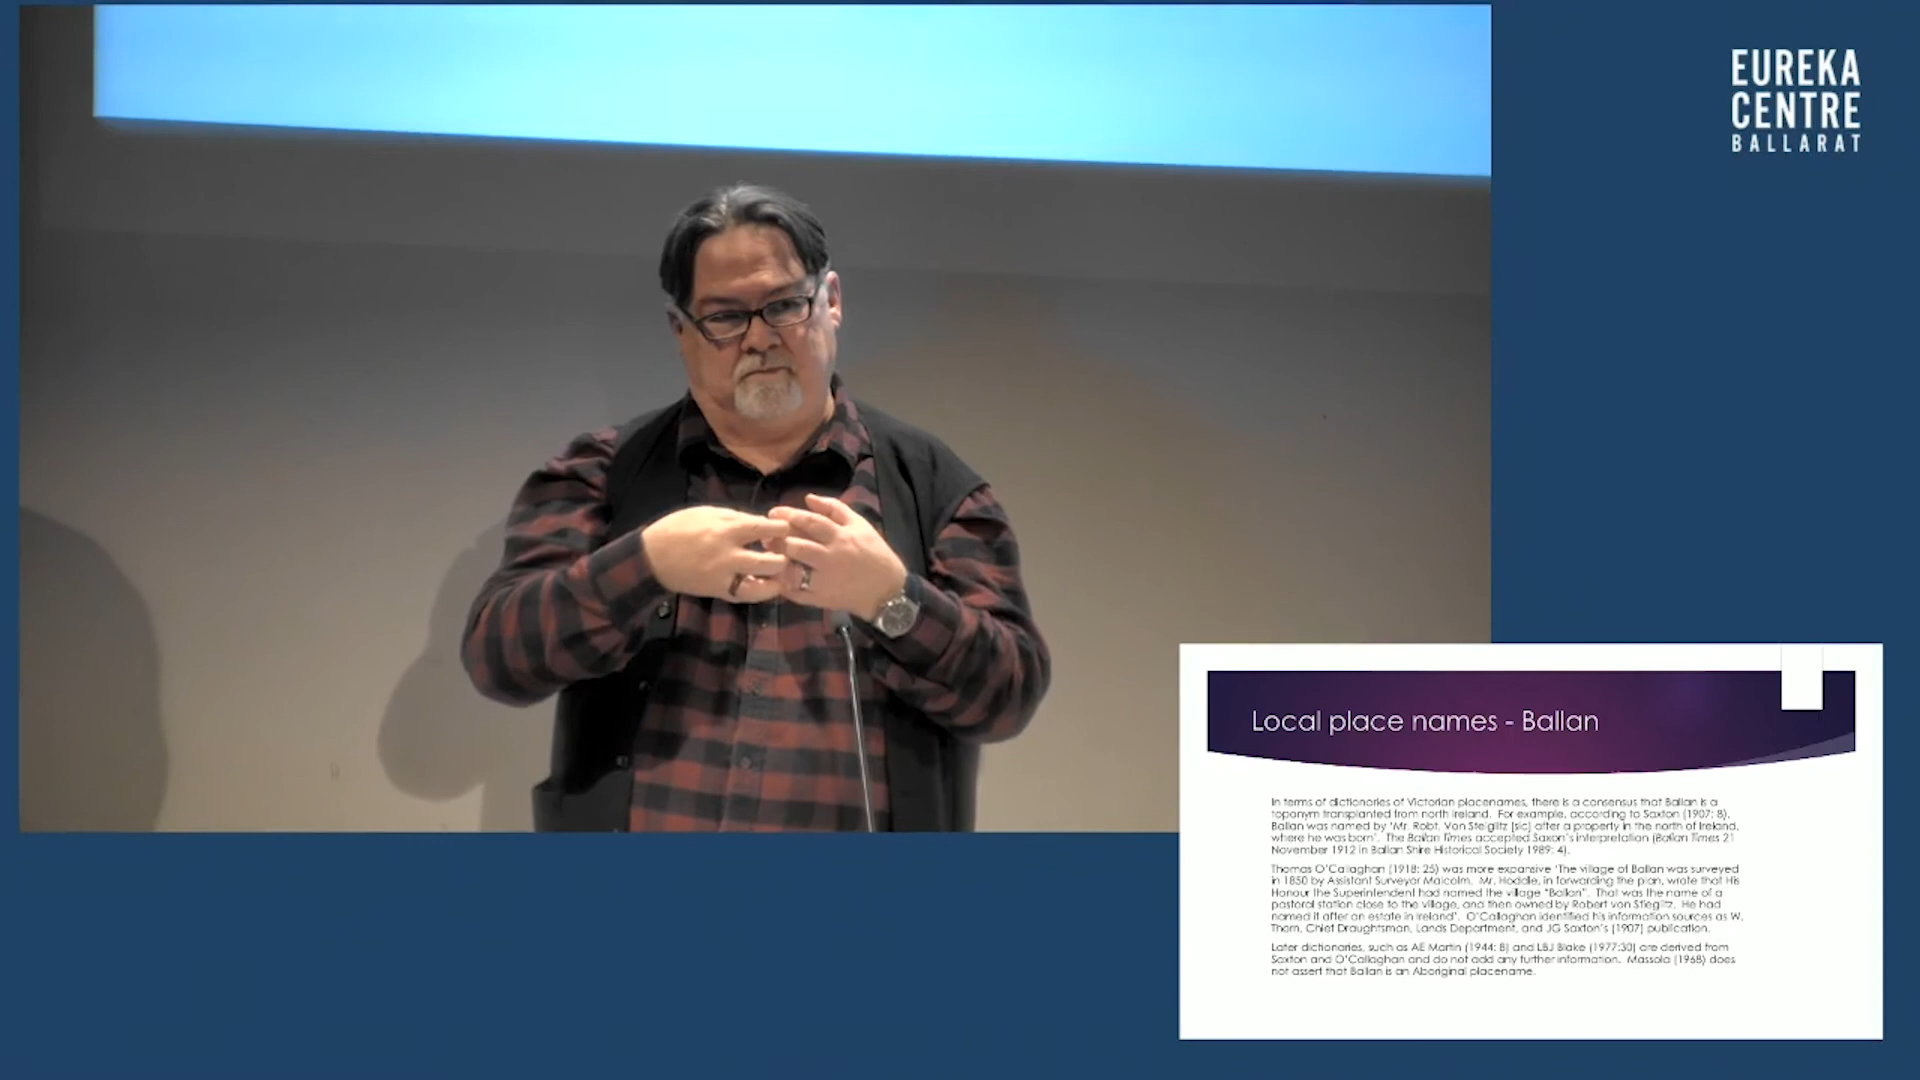 EUREKA
CENTRE
BALLARAT
Local place names - Ballan
In terms of dictionaries of Victorian placenames, there is a consensus that Ballan is a
toponym transplanted from north Ireland. For example, according to Saxton (1907: 8),
Ballan was named by 'Mr. Robt. Von Steiglitz [sic] after a property in the north of Ireland,
where he was born'. The Ballan Times accepted Saxon's interpretation (Ballan Times 21
November 1912 in Ballan Shire Historical Society 1989: 4).
Thomas O'Callaghan (1918: 25) was more expansive 'The village of Ballan was surveyed
in 1850 by Assistant Surveyor Malcolm. Mr. Hoddle, in forwarding the plan, wrote that His
Honour the Superintendent had named the village "Ballan". That was the name of a
pastoral station close to the village, and then owned by Robert von Stieglitz. He had
named it after an estate in Ireland'. O'Callaghan identified his information sources as W.
Thorn, Chief Draughtsman, Lands Department, and JG Saxton's (1907) publication.
Later dictionaries, such as AE Martin (1944: 8) and LBJ Blake (1977:30) are derived from
Saxton and O'Callaghan and do not add any further information. Massola (1968) does
not assert that Ballan is an Aboriginal placename.